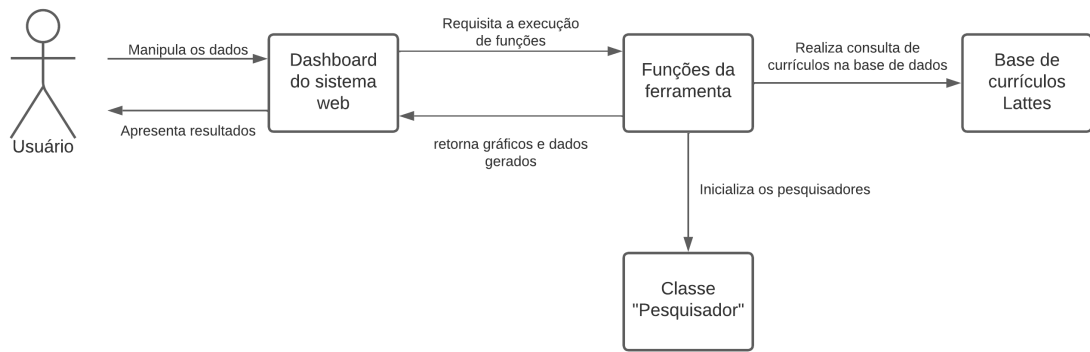 Usuário
Manipula os dados
Apresenta resultados
Dashboard
do sistema
web
Requisita a execução
de funções
retorna gráficos e dados
gerados
Funções da
ferramenta
Realiza consulta de
currículos na base de dados
Base de
currículos
Lattes
Inicializa os pesquisadores
Classe
"Pesquisador"